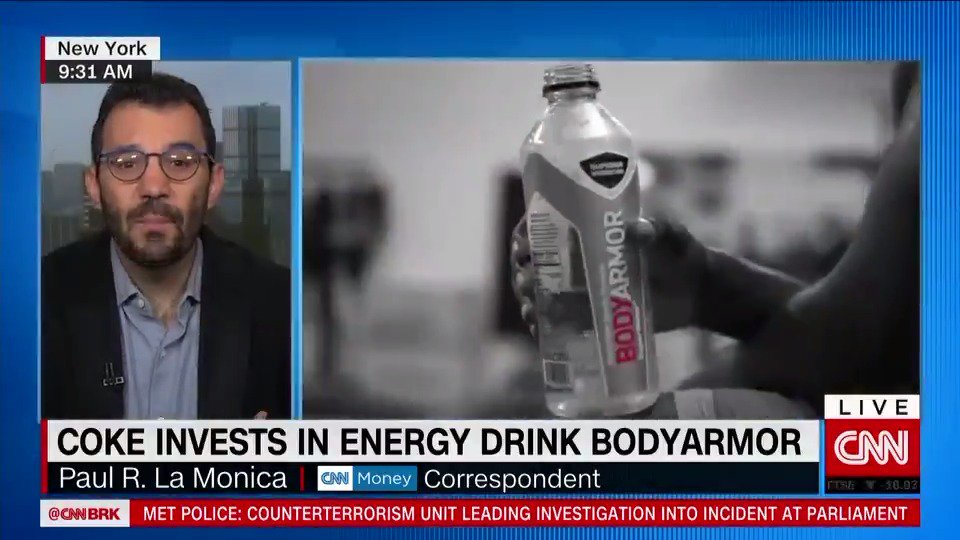 New York
9:31 AM
BODYARMOR
COKE INVESTS IN ENERGY DRINK BODYARMOR
LIVE
CNN
Paul R. La Monica
CNN Money
Correspondent
@CNNBRK
MET POLICE: COUNTERTERRORISM UNIT LEADING INVESTIGATION INTO INCIDENT AT PARLIAMENT